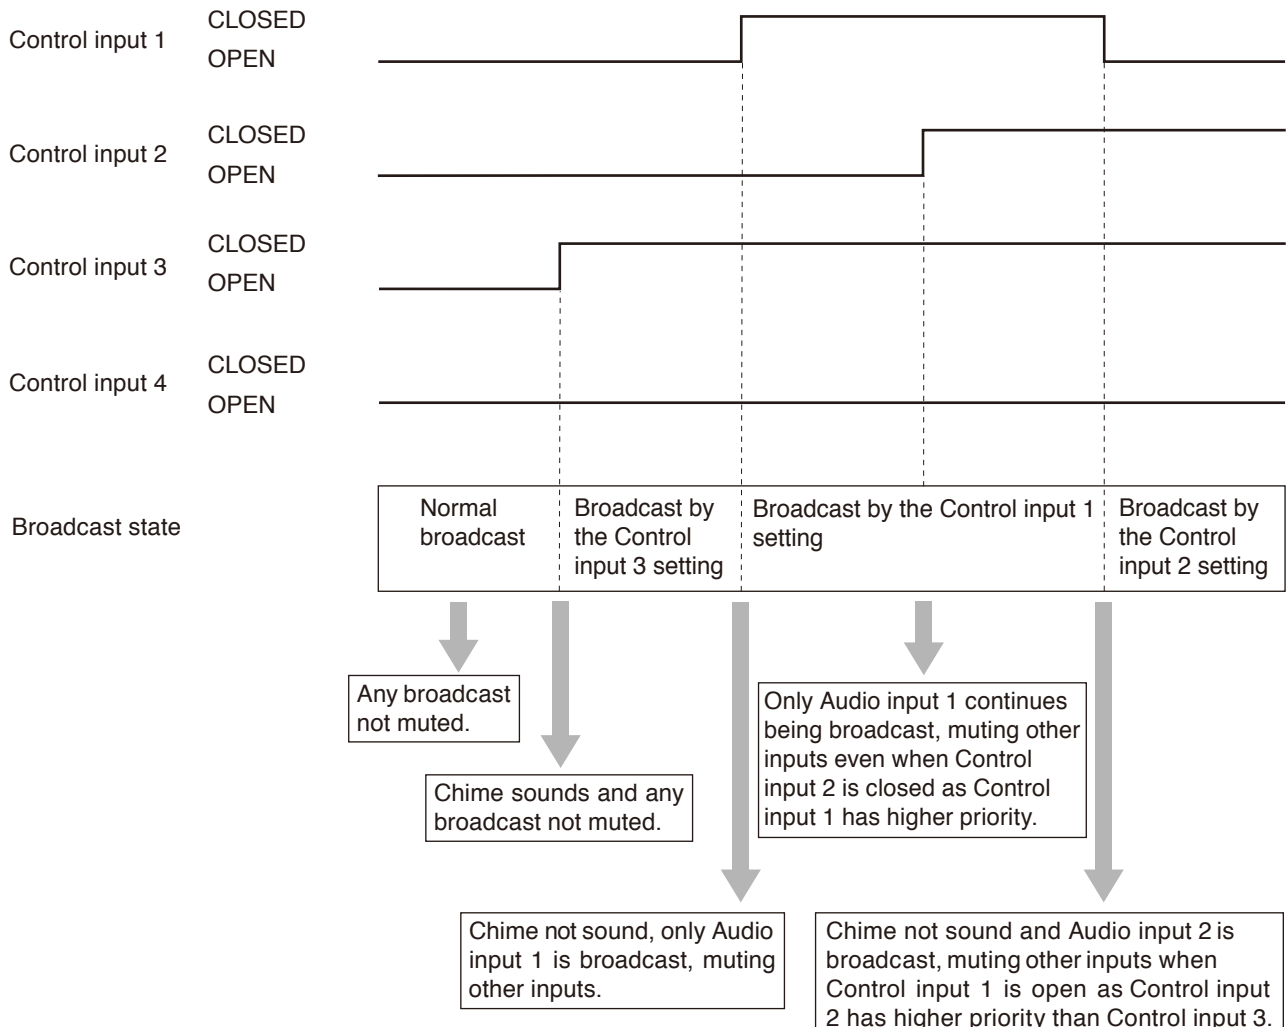 CLOSED
Control input 1
OPEN
CLOSED
Control input 2
OPEN
CLOSED
Control input 3
OPEN
CLOSED
Control input 4
OPEN
Broadcast state
Normal
broadcast
Broadcast by
the Control
input 3 setting
Broadcast by the Control input 1
setting
Broadcast by
the Control
input 2 setting
Any broadcast
not muted.
Chime sounds and any
broadcast not muted.
Only Audio input 1 continues
being broadcast, muting other
inputs even when Control
input 2 is closed as Control
input 1 has higher priority.
Chime not sound, only Audio
input 1 is broadcast, muting
other inputs.
Chime not sound and Audio input 2 is
broadcast, muting other inputs when
Control input 1 is open as Control input
2 has higher priority than Control input 3.